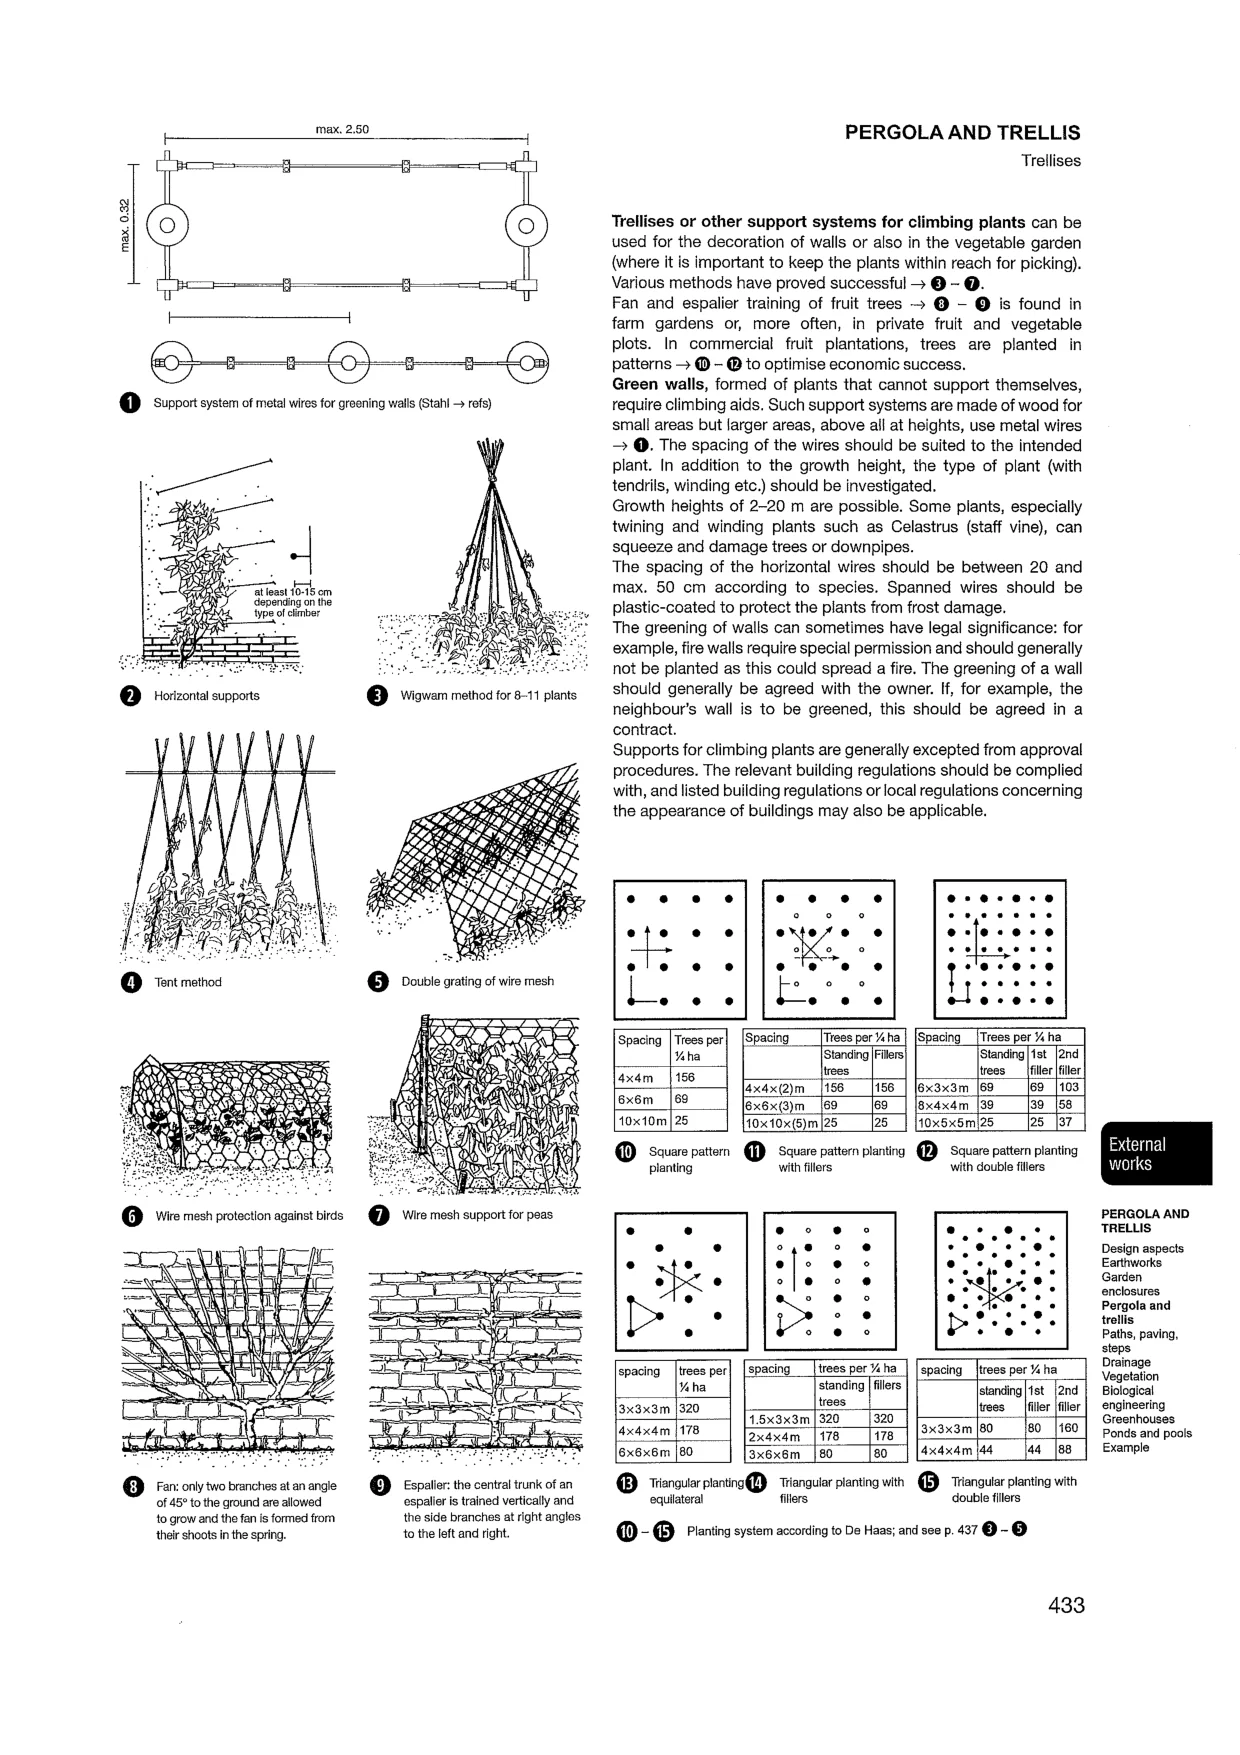 PERGOLA AND TRELLIS
Trellises
max. 2.50
max. 0.32
❶ Support system of metal wires for greening walls (Stahl → refs)
at least 10-15 cm
depending on the
type of climber
❷ Horizontal supports
❸ Wigwam method for 8–11 plants
❹ Tent method
❺ Double grating of wire mesh
❻ Wire mesh protection against birds
❼ Wire mesh support for peas
❽ Fan: only two branches at an angle
of 45° to the ground are allowed
to grow and the fan is formed from
their shoots in the spring.
❾ Espalier: the central trunk of an
espalier is trained vertically and
the side branches at right angles
to the left and right.
Trellises or other support systems for climbing plants can be
used for the decoration of walls or also in the vegetable garden
(where it is important to keep the plants within reach for picking).
Various methods have proved successful → ❸ – ❼.
Fan and espalier training of fruit trees → ❽ – ❾ is found in
farm gardens or, more often, in private fruit and vegetable
plots. In commercial fruit plantations, trees are planted in
patterns → ❿ – ⓬ to optimise economic success.
Green walls, formed of plants that cannot support themselves,
require climbing aids. Such support systems are made of wood for
small areas but larger areas, above all at heights, use metal wires
→ ❶. The spacing of the wires should be suited to the intended
plant. In addition to the growth height, the type of plant (with
tendrils, winding etc.) should be investigated.
Growth heights of 2–20 m are possible. Some plants, especially
twining and winding plants such as Celastrus (staff vine), can
squeeze and damage trees or downpipes.
The spacing of the horizontal wires should be between 20 and
max. 50 cm according to species. Spanned wires should be
plastic-coated to protect the plants from frost damage.
The greening of walls can sometimes have legal significance: for
example, fire walls require special permission and should generally
not be planted as this could spread a fire. The greening of a wall
should generally be agreed with the owner. If, for example, the
neighbour's wall is to be greened, this should be agreed in a
contract.
Supports for climbing plants are generally excepted from approval
procedures. The relevant building regulations should be complied
with, and listed building regulations or local regulations concerning
the appearance of buildings may also be applicable.
Spacing Trees per
¼ ha
4×4m 156
6×6m 69
10×10m 25
❿ Square pattern
planting
Spacing Trees per ¼ ha
Standing Fillers
trees
4×4×(2)m 156 156
6×6×(3)m 69 69
10×10×(5)m 25 25
⓫ Square pattern planting
with fillers
Spacing Trees per ¼ ha
Standing 1st 2nd
trees filler filler
6×3×3m 69 69 103
8×4×4m 39 39 58
10×5×5m 25 25 37
⓬ Square pattern planting
with double fillers
spacing trees per
¼ ha
3×3×3m 320
4×4×4m 178
6×6×6m 80
⓭ Triangular planting
equilateral
spacing trees per ¼ ha
standing fillers
trees
1.5×3×3m 320 320
2×4×4m 178 178
3×6×6m 80 80
⓮ Triangular planting with
fillers
spacing trees per ¼ ha
standing 1st 2nd
trees filler filler
3×3×3m 80 80 160
4×4×4m 44 44 88
⓯ Triangular planting with
double fillers
❿ – ⓯ Planting system according to De Haas; and see p. 437 ❸ – ❺
External
works
PERGOLA AND
TRELLIS
Design aspects
Earthworks
Garden
enclosures
Pergola and
trellis
Paths, paving,
steps
Drainage
Vegetation
Biological
engineering
Greenhouses
Ponds and pools
Example
433